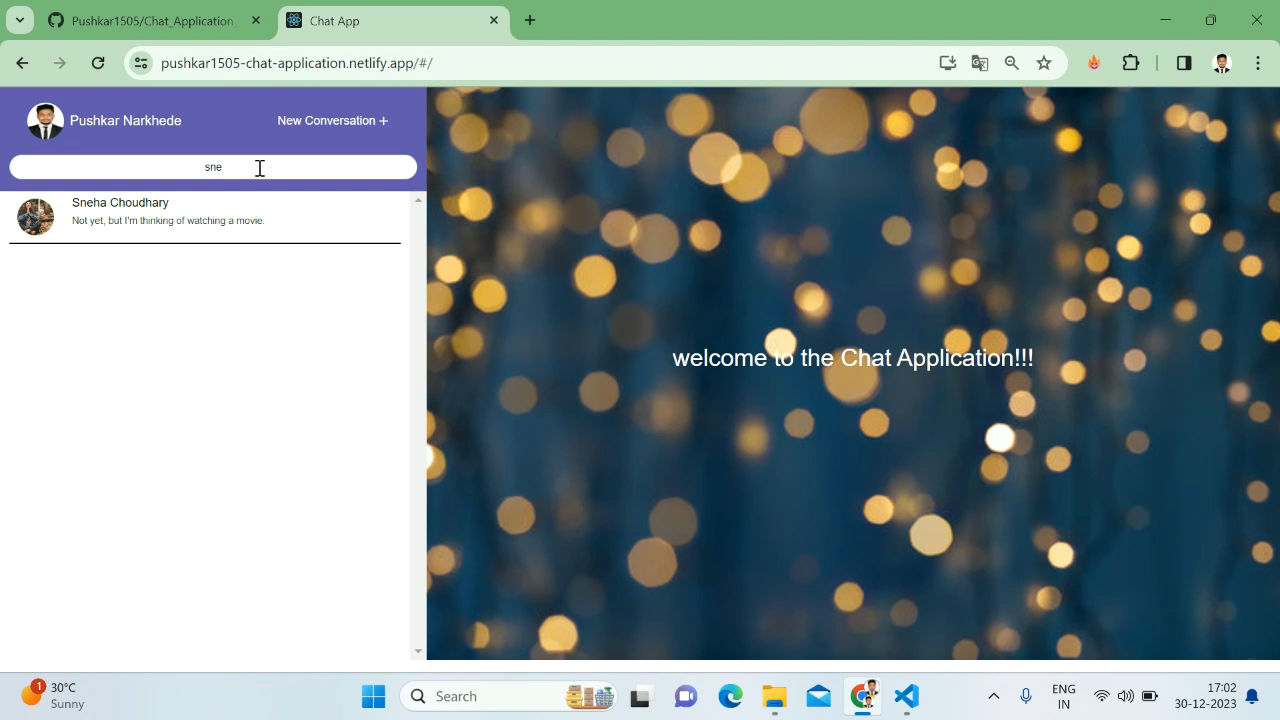 Pushkar1505/Chat_Application
Chat App
pushkar1505-chat-application.netlify.app/#/
Pushkar Narkhede
New Conversation +
sne
Sneha Choudhary
Not yet, but I'm thinking of watching a movie.
welcome to the Chat Application!!!
1
30°C
Sunny
Search
ENG
IN
17:02
30-12-2023